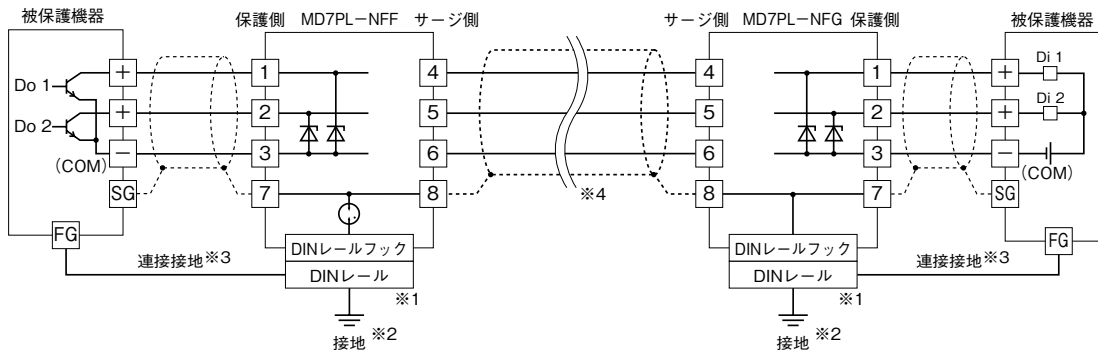 被保護機器 保護側 MD7PL−NFF サージ側 サージ側 MD7PL−NFG 保護側 被保護機器
Do 1 + 1 4 4 1 + Di 1
Do 2 + 2 5 5 2 + Di 2
− 3 6 6 3 −
(COM) (COM)
SG 7 8 ※4 8 7 SG
FG DINレールフック DINレールフック FG
連接接地※3 DINレール DINレール 連接接地※3
※1 ※1
接地 ※2 接地 ※2